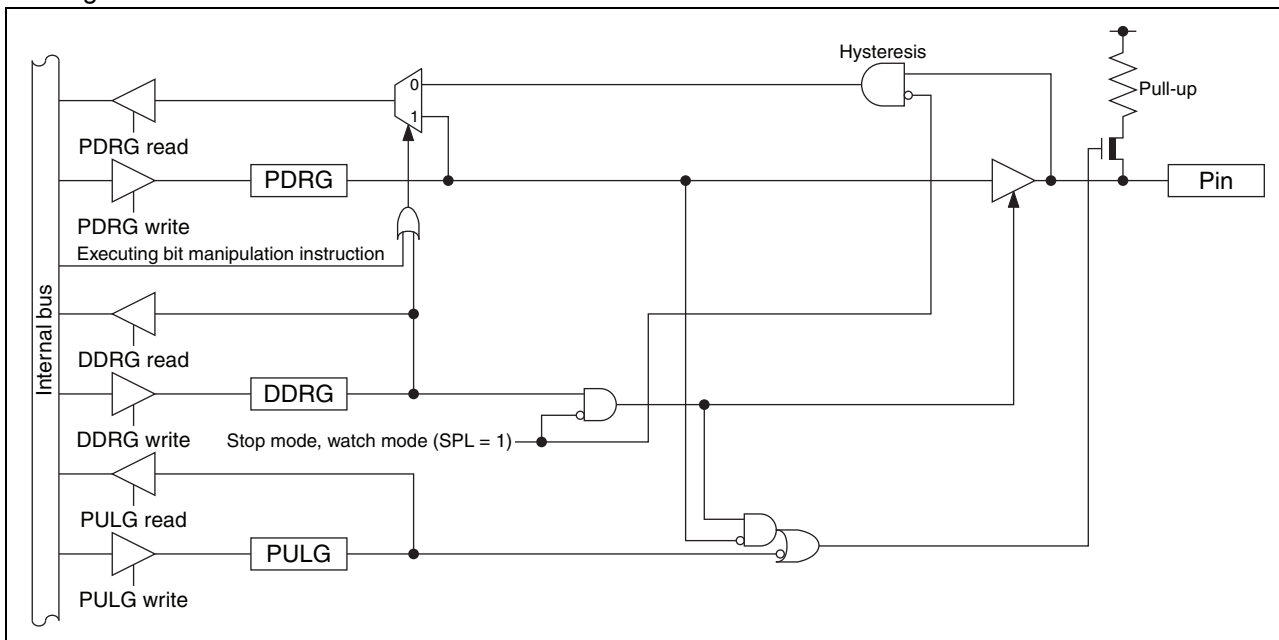 Hysteresis
0
Pull-up
1
PDRG read
PDRG
Pin
PDRG write
Executing bit manipulation instruction
Internal bus
DDRG read
DDRG
DDRG write
Stop mode, watch mode (SPL = 1)
PULG read
PULG
PULG write